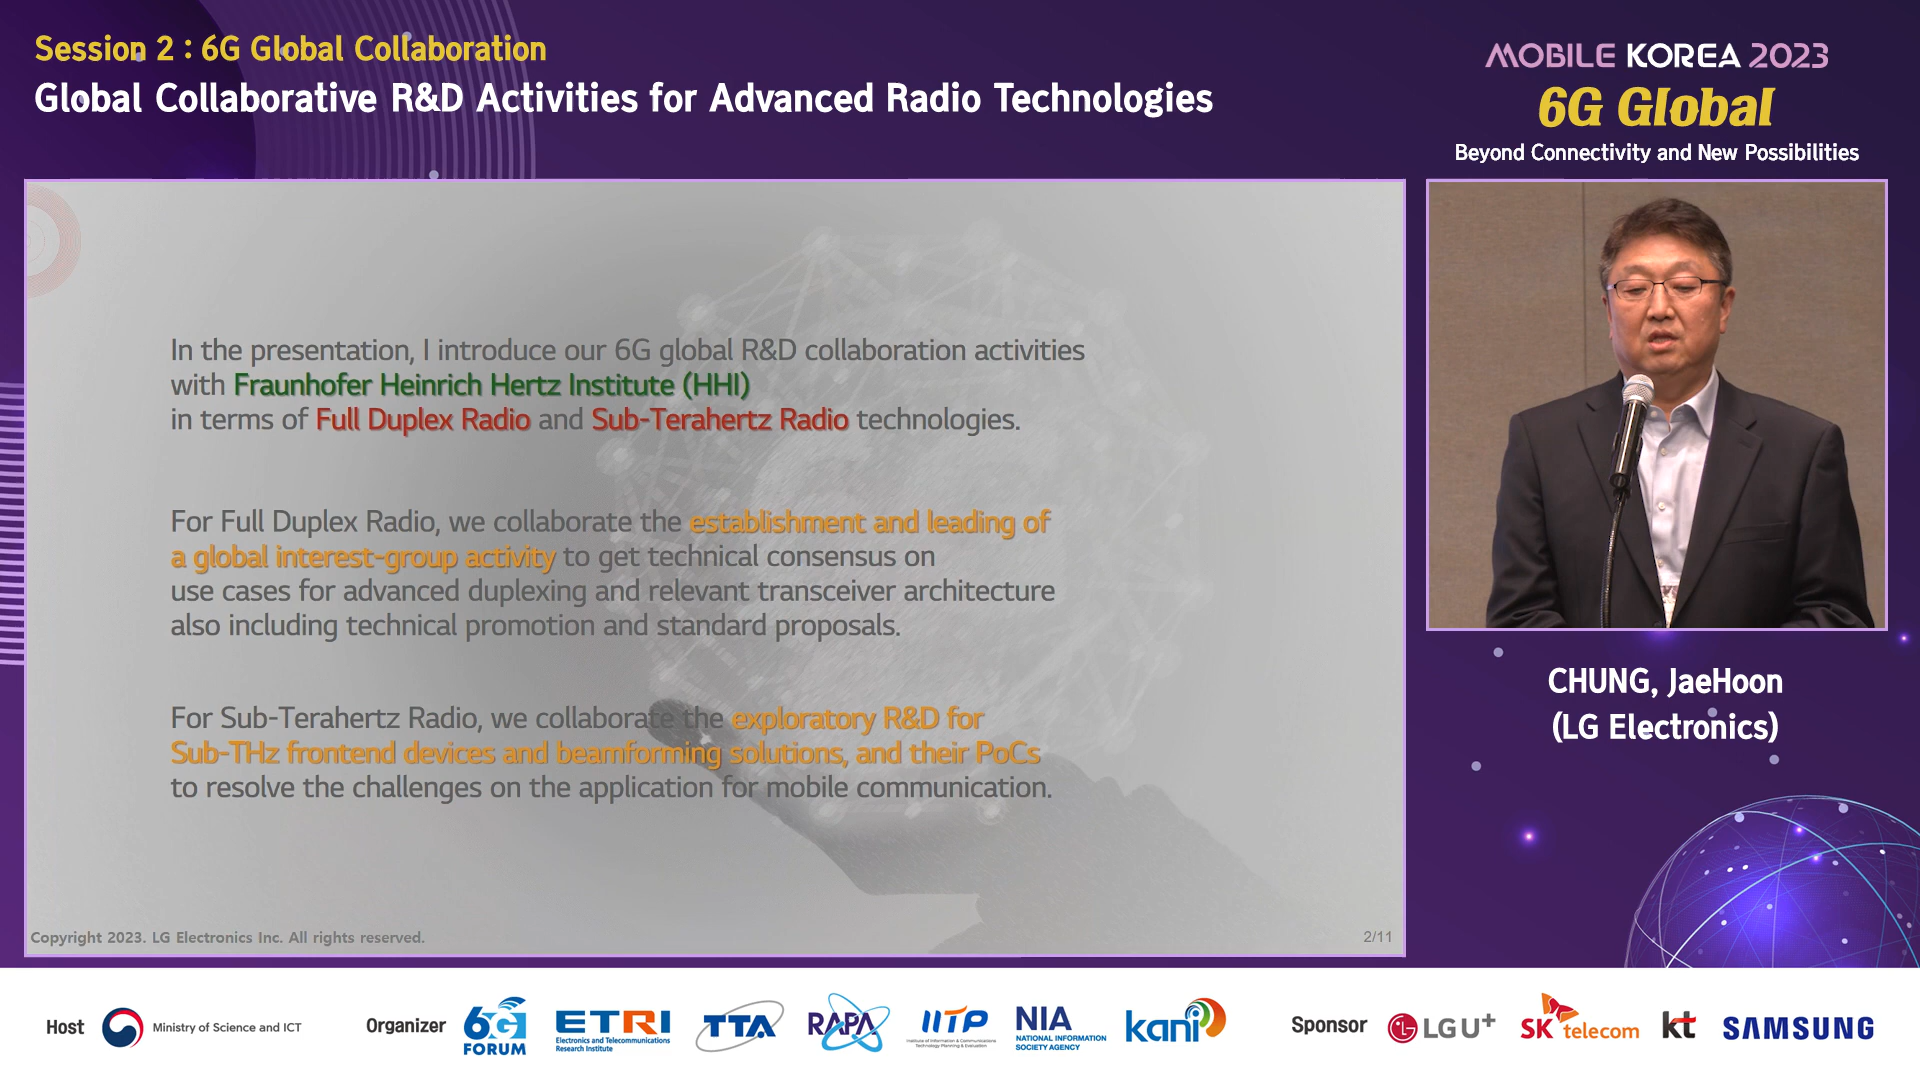 Session 2 : 6G Global Collaboration
Global Collaborative R&D Activities for Advanced Radio Technologies
MOBILE KOREA 2023
6G Global
Beyond Connectivity and New Possibilities
In the presentation, I introduce our 6G global R&D collaboration activities
with Fraunhofer Heinrich Hertz Institute (HHI)
in terms of Full Duplex Radio and Sub-Terahertz Radio technologies.
For Full Duplex Radio, we collaborate the establishment and leading of
a global interest-group activity to get technical consensus on
use cases for advanced duplexing and relevant transceiver architecture
also including technical promotion and standard proposals.
For Sub-Terahertz Radio, we collaborate the exploratory R&D for
Sub-THz frontend devices and beamforming solutions, and their PoCs
to resolve the challenges on the application for mobile communication.
Copyright 2023. LG Electronics Inc. All rights reserved.
2/11
CHUNG, JaeHoon
(LG Electronics)
Host
Ministry of Science and ICT
Organizer
6G FORUM
ETRI
Electronics and Telecommunications
Research Institute
TTA
RAPA
IITP
Institute of Information & Communications
Technology Planning & Evaluation
NIA
NATIONAL INFORMATION
SOCIETY AGENCY
kani
Sponsor
LG U+
SK telecom
kt
SAMSUNG